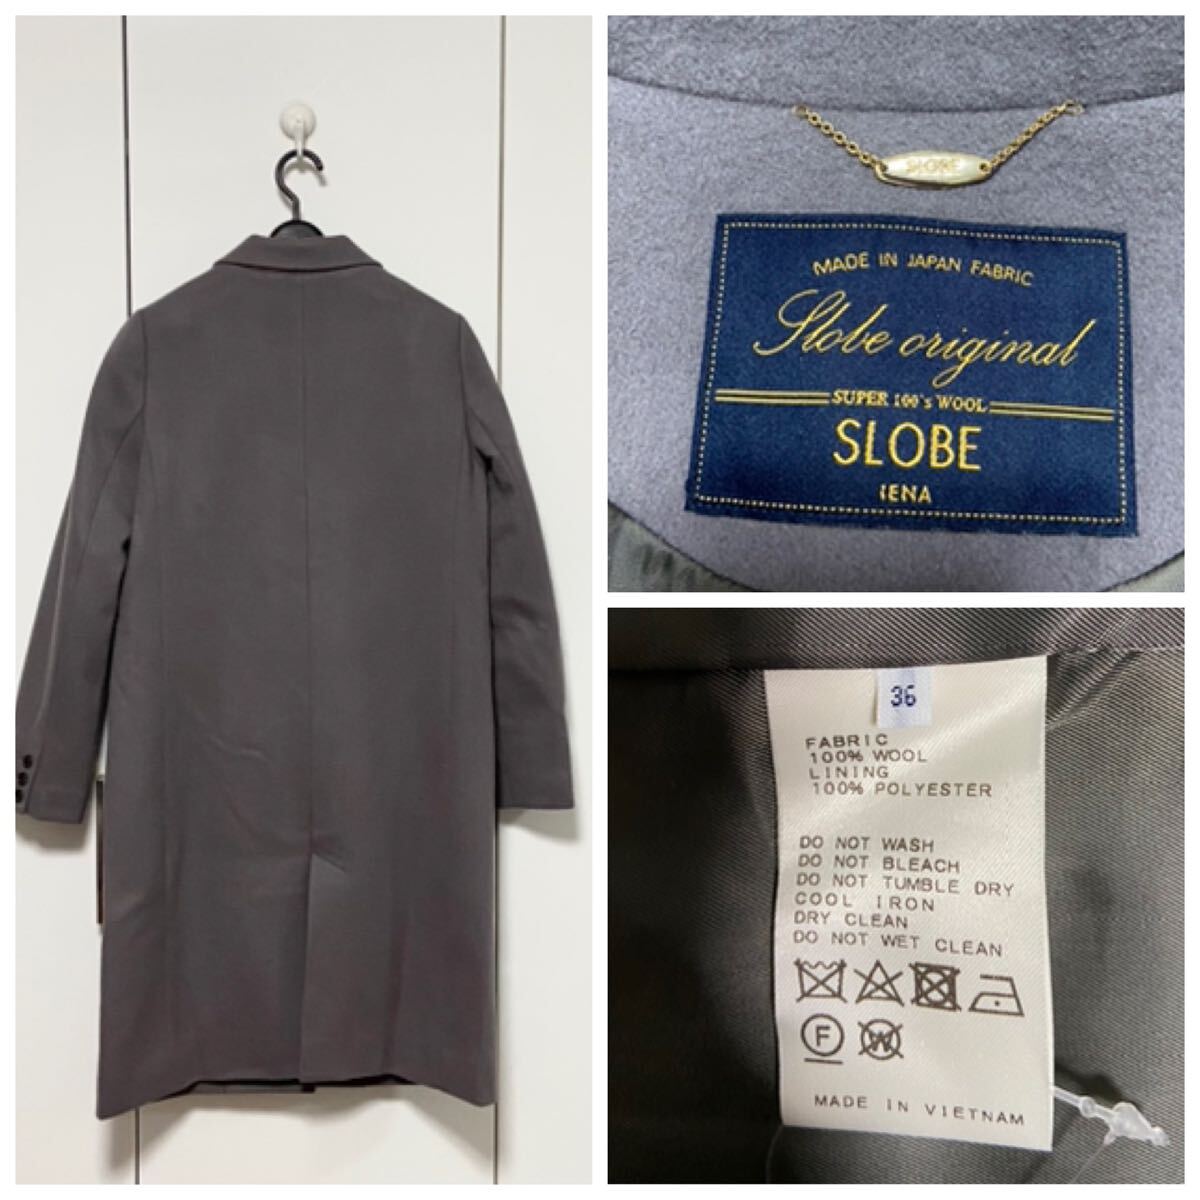 SLOBE
MADE IN JAPAN FABRIC
Slobe original
SUPER 100's WOOL
SLOBE
IENA
36
FABRIC
100% WOOL
LINING
100% POLYESTER
DO NOT WASH
DO NOT BLEACH
DO NOT TUMBLE DRY
COOL IRON
DRY CLEAN
DO NOT WET CLEAN
F W
MADE IN VIETNAM